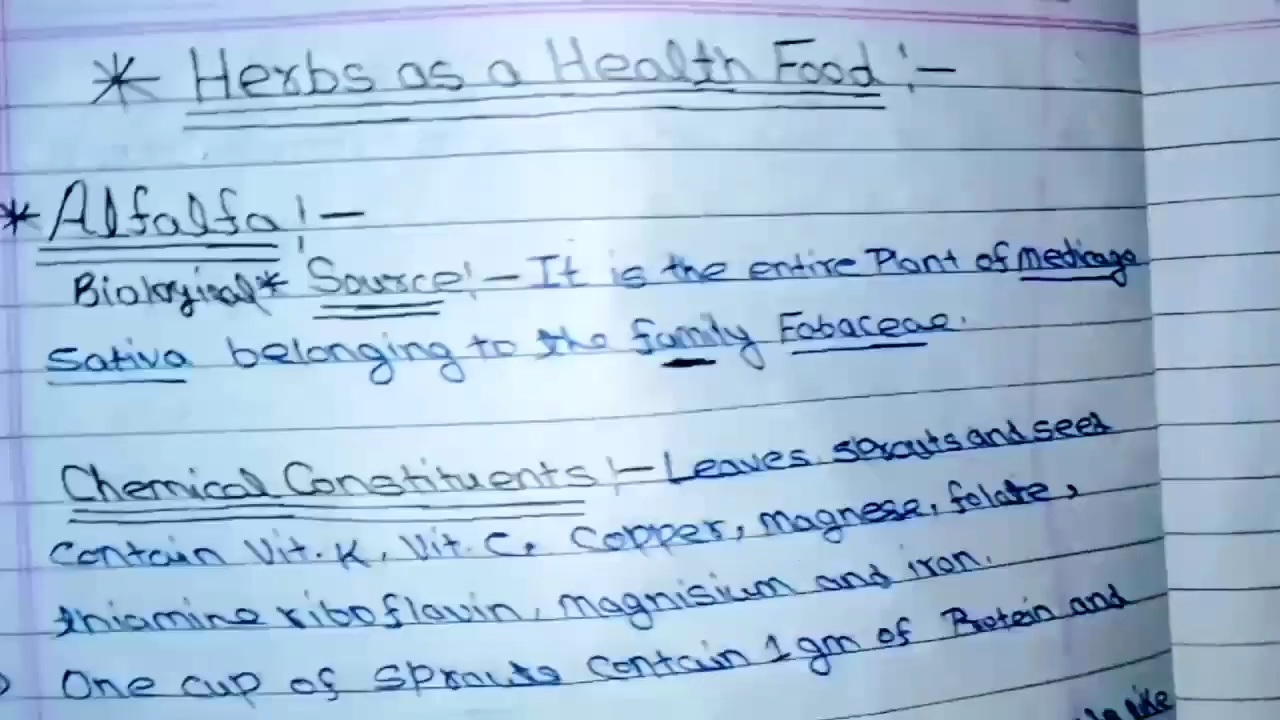 * Herbs as a Health Food :-
* Alfalfa :-
Biological * Source :- It is the entire Plant of medicago
Sativa belonging to the family Fabaceae.
Chemical Constituents :- Leaves, sprouts and seed
contain Vit. K, Vit. C, Copper, magnese, folate,
thiamine riboflavin, magnisium and iron.
One cup of sprouts contain 1 gm of Protein and
like